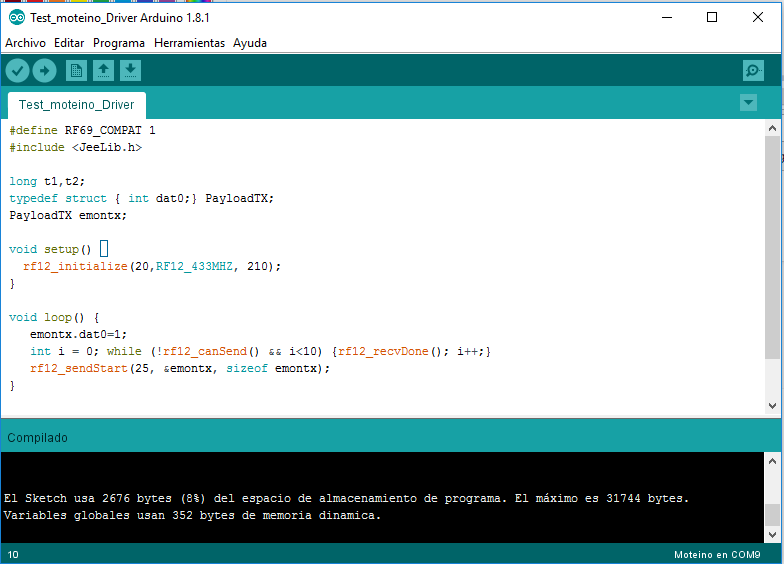 Test_moteino_Driver Arduino 1.8.1
Archivo Editar Programa Herramientas Ayuda
Test_moteino_Driver
#define RF69_COMPAT 1
#include <JeeLib.h>
long t1,t2;
typedef struct { int dat0;} PayloadTX;
PayloadTX emontx;
void setup() {
rf12_initialize(20,RF12_433MHZ, 210);
}
void loop() {
emontx.dat0=1;
int i = 0; while (!rf12_canSend() && i<10) {rf12_recvDone(); i++;}
rf12_sendStart(25, &emontx, sizeof emontx);
}
Compilado
El Sketch usa 2676 bytes (8%) del espacio de almacenamiento de programa. El máximo es 31744 bytes.
Variables globales usan 352 bytes de memoria dinamica.
10 Moteino en COM9